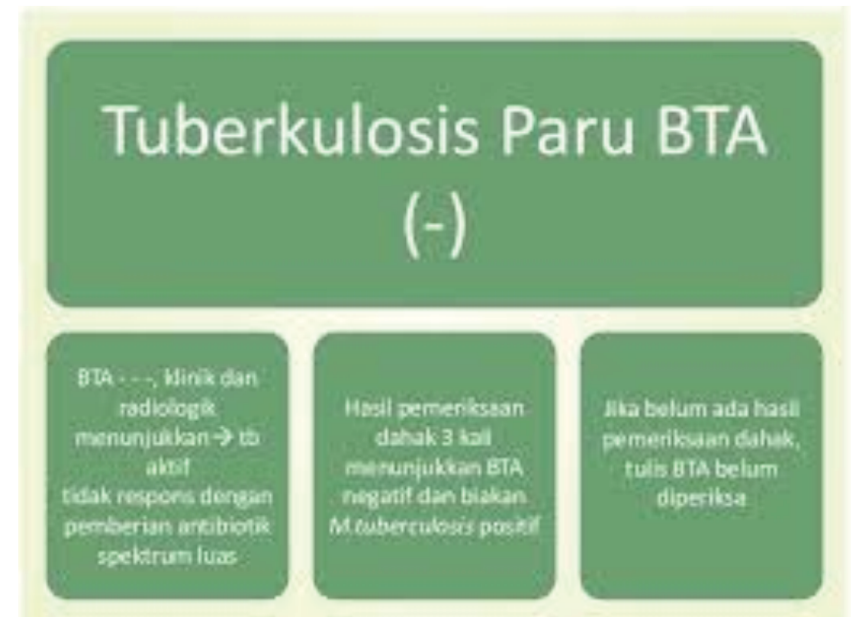 Tuberkulosis Paru BTA
(-)
BTA - - -, klinik dan
radiologik
menunjukkan → tb
aktif
tidak respons dengan
pemberian antibiotik
spektrum luas
Hasil pemeriksaan
dahak 3 kali
menunjukkan BTA
negatif dan biakan
M.tuberculosis positif
Jika belum ada hasil
pemeriksaan dahak,
tulis BTA belum
diperiksa